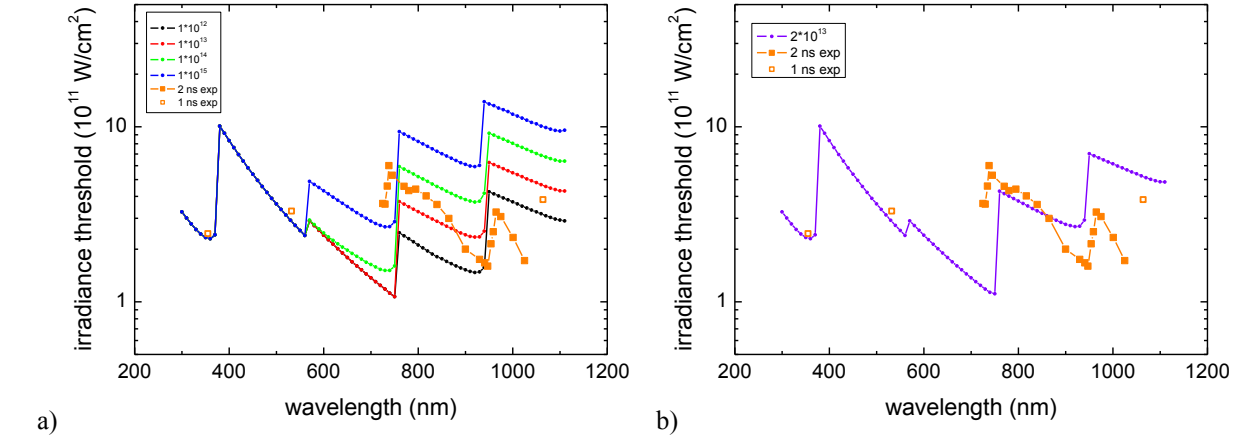 irradiance threshold (10^11 W/cm^2)
10
1
1*10^12
1*10^13
1*10^14
1*10^15
2 ns exp
1 ns exp
200 400 600 800 1000 1200
wavelength (nm)
a)
irradiance threshold (10^11 W/cm^2)
10
1
2*10^13
2 ns exp
1 ns exp
200 400 600 800 1000 1200
wavelength (nm)
b)